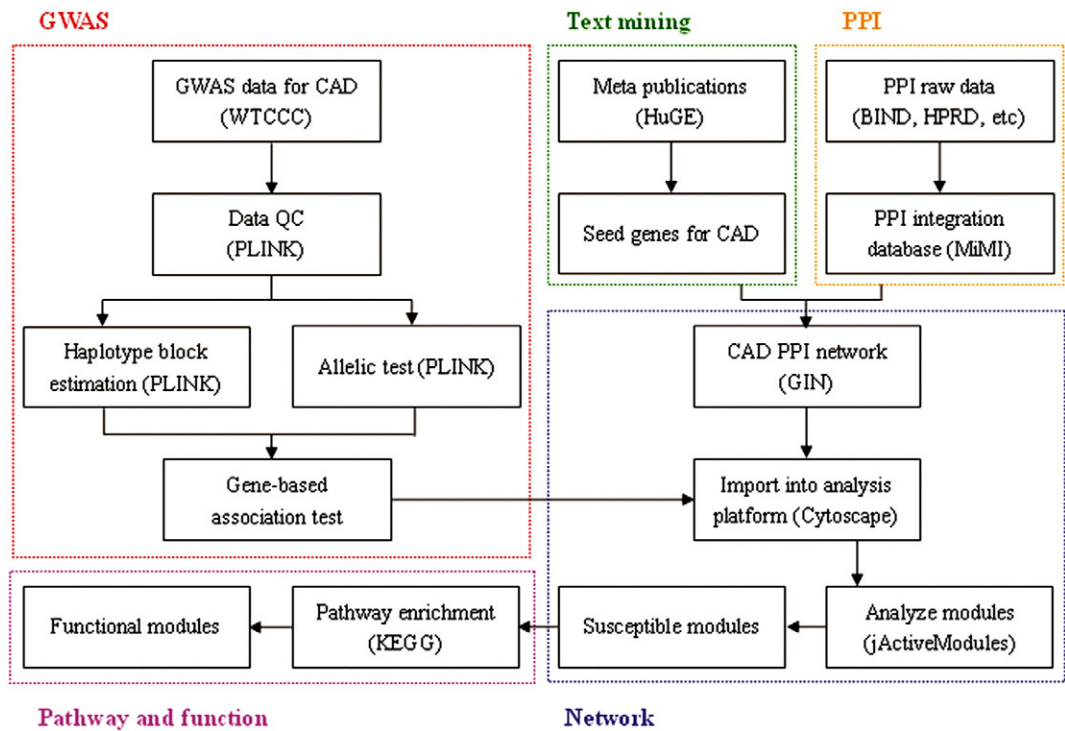 GWAS
GWAS data for CAD
(WTCCC)
Data QC
(PLINK)
Haplotype block
estimation (PLINK)
Allelic test (PLINK)
Gene-based
association test
Text mining
Meta publications
(HuGE)
Seed genes for CAD
PPI
PPI raw data
(BIND, HPRD, etc)
PPI integration
database (MiMI)
CAD PPI network
(GIN)
Import into analysis
platform (Cytoscape)
Analyze modules
(jActiveModules)
Susceptible modules
Network
Pathway enrichment
(KEGG)
Functional modules
Pathway and function